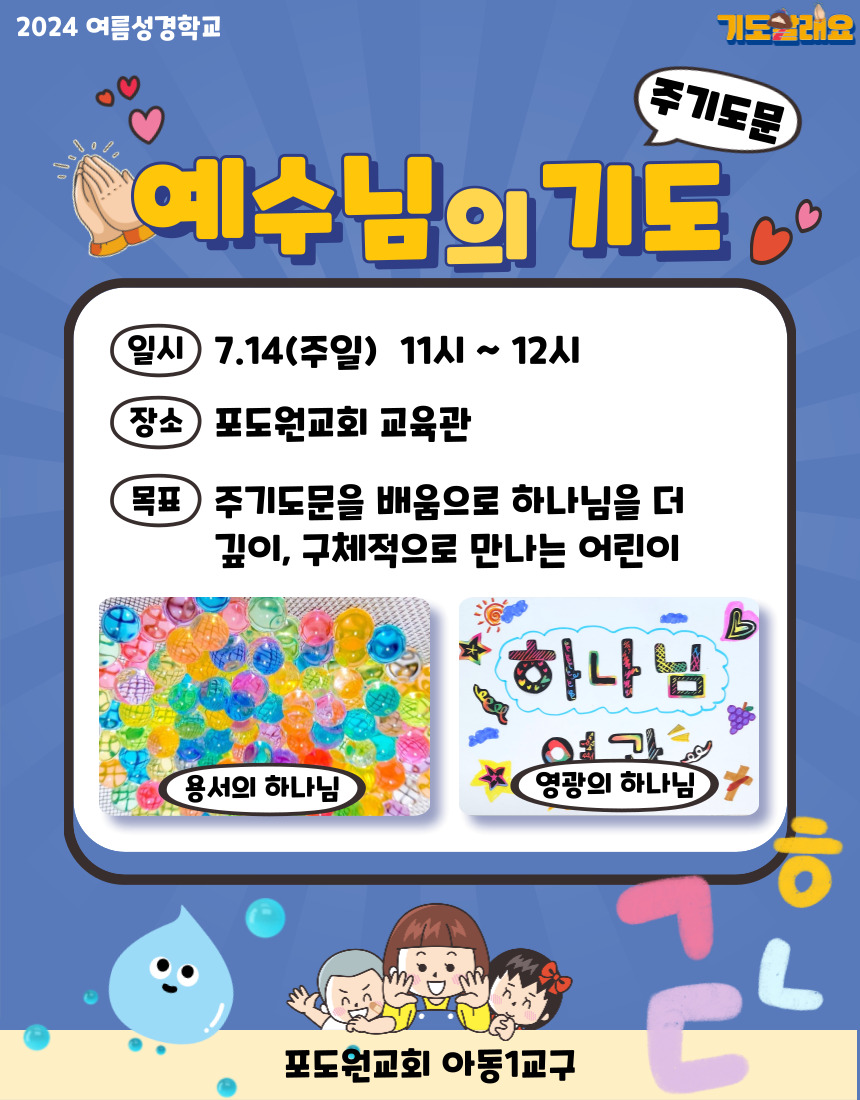 2024 여름성경학교
기도할래요
주기도문
예수님의 기도
일시 7.14(주일) 11시 ~ 12시
장소 포도원교회 교육관
목표 주기도문을 배움으로 하나님을 더
깊이, 구체적으로 만나는 어린이
하나님
영광
용서의 하나님
영광의 하나님
ㅎ
ㄱ
ㄴ
ㄷ
포도원교회 아동1교구